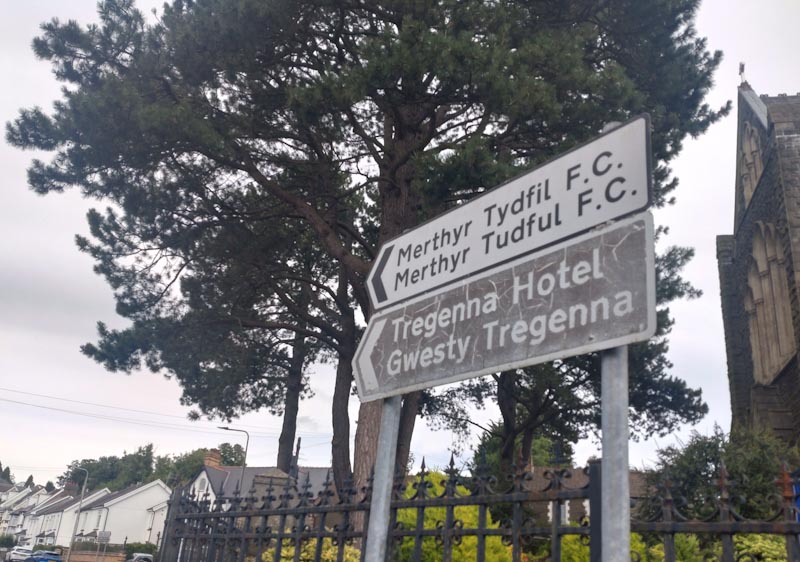 Merthyr Tydfil F.C.
Merthyr Tudful F.C.
Tregenna Hotel
Gwesty Tregenna